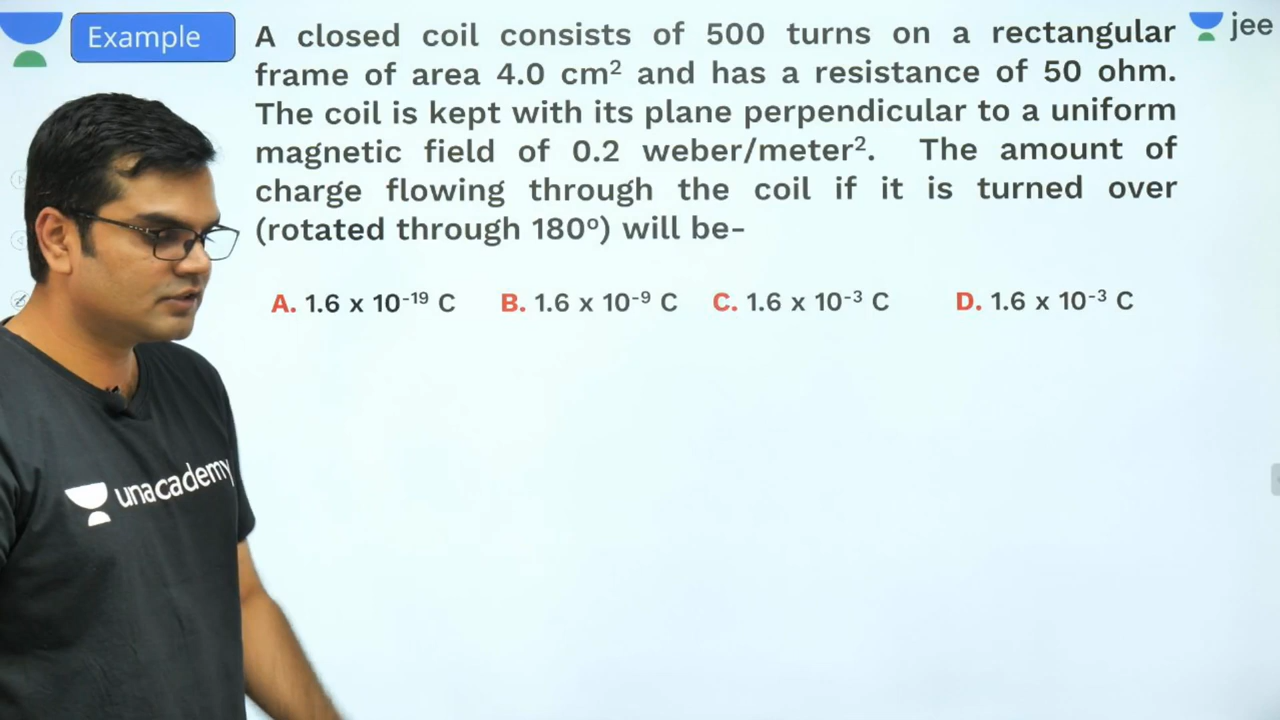 Example
A closed coil consists of 500 turns on a rectangular
frame of area 4.0 cm² and has a resistance of 50 ohm.
The coil is kept with its plane perpendicular to a uniform
magnetic field of 0.2 weber/meter². The amount of
charge flowing through the coil if it is turned over
(rotated through 180º) will be-
A. 1.6 x 10⁻¹⁹ C B. 1.6 x 10⁻⁹ C C. 1.6 x 10⁻³ C D. 1.6 x 10⁻³ C
jee
unacademy